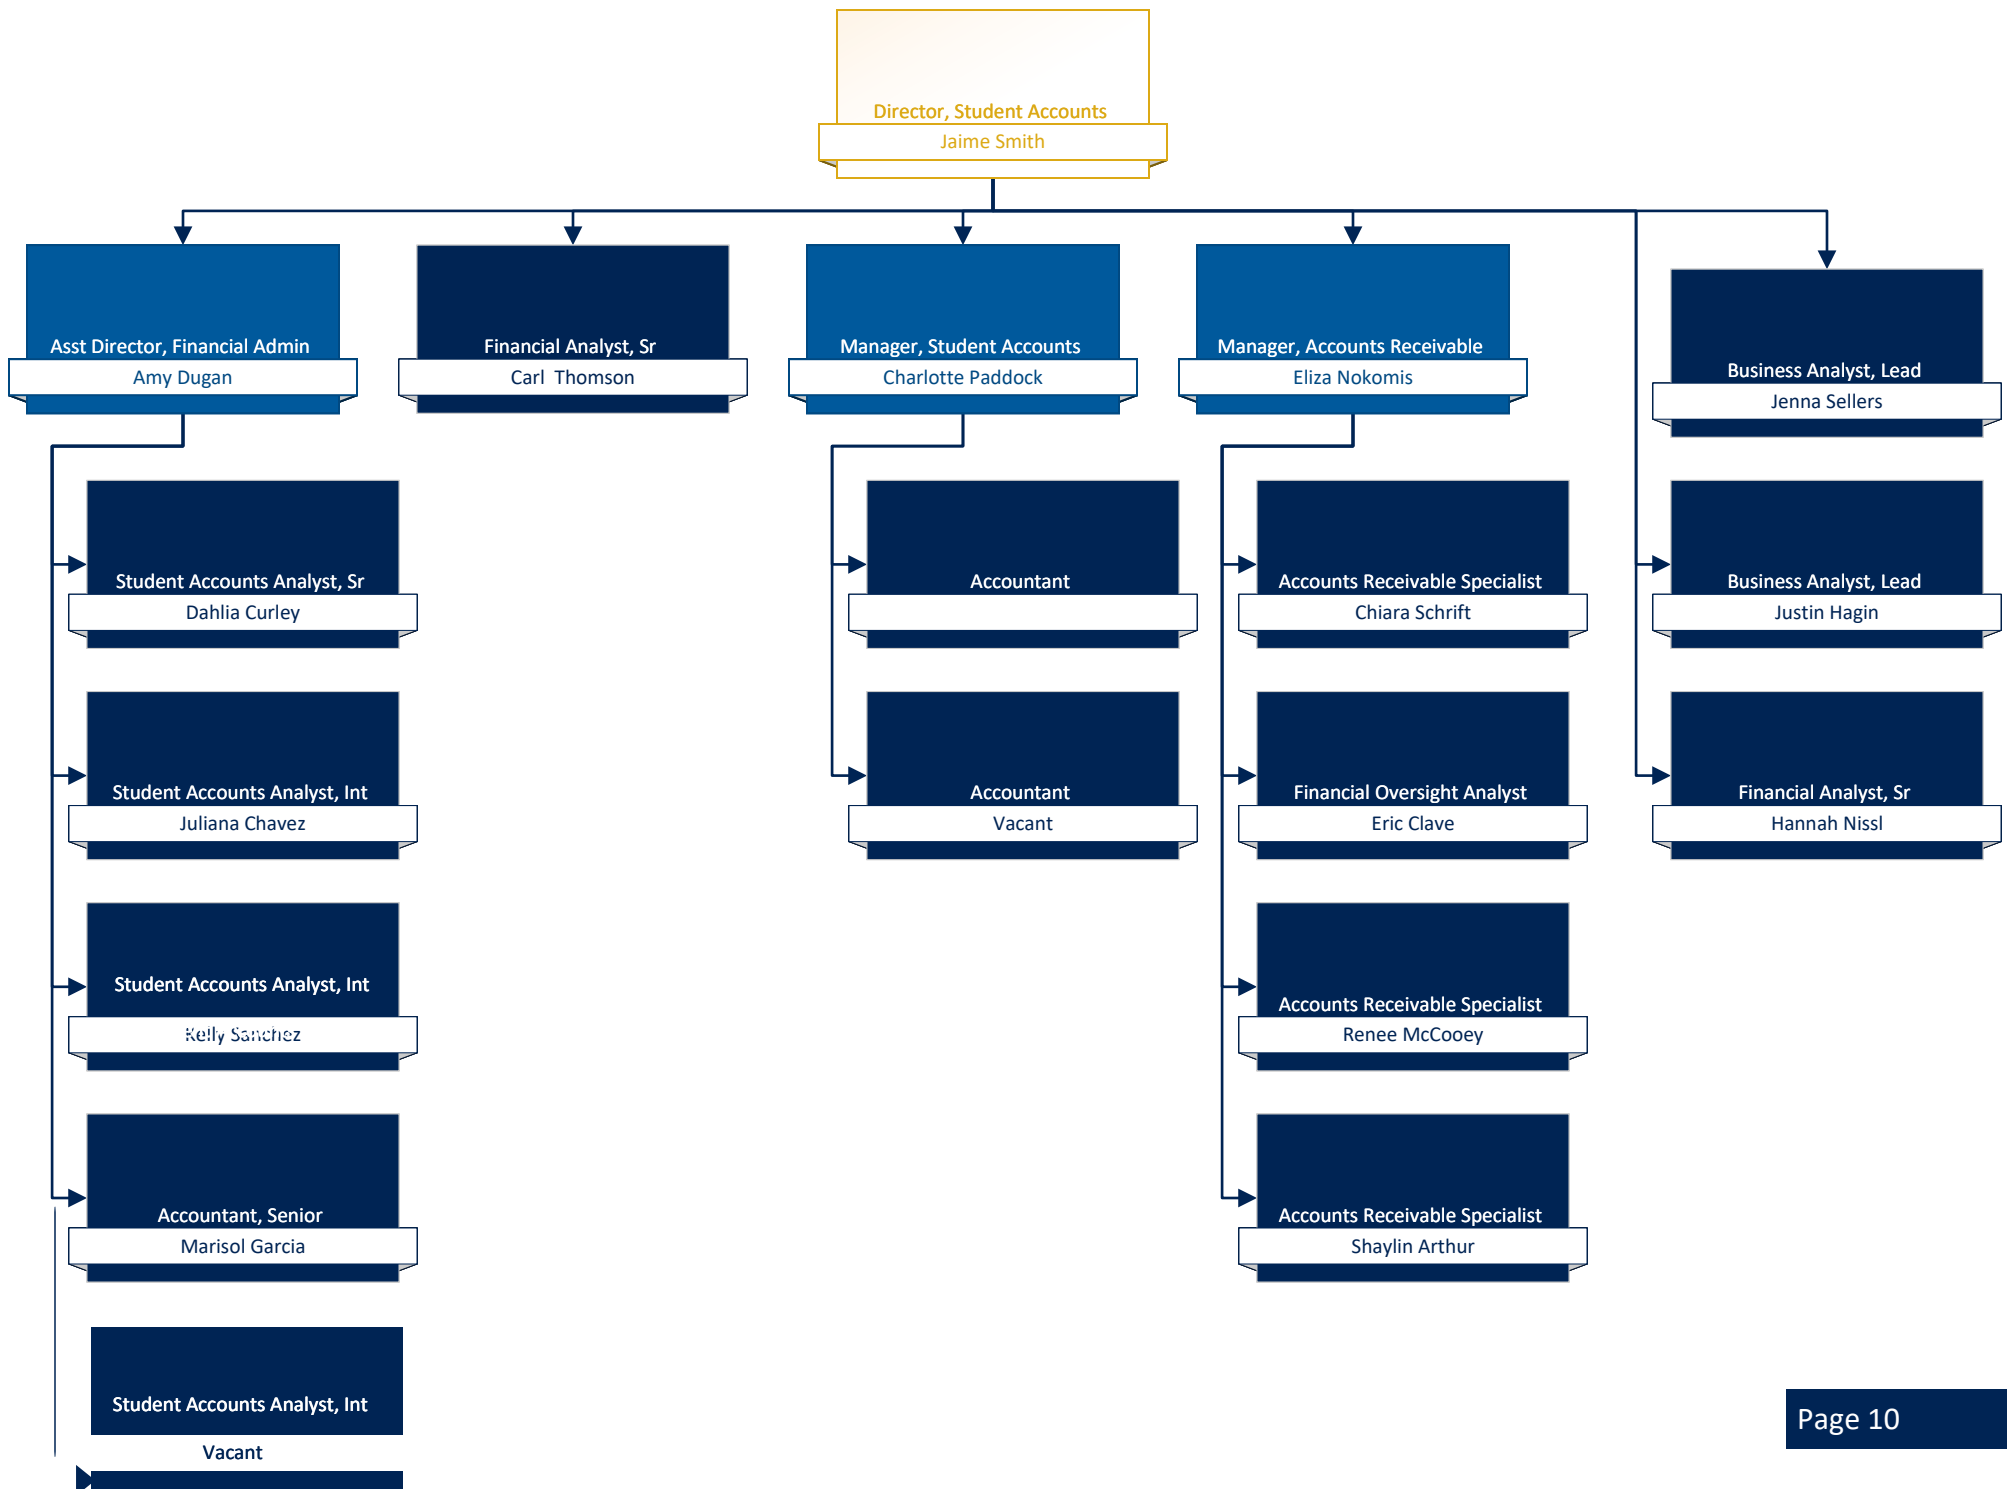 Director, Student Accounts
Jaime Smith
Asst Director, Financial Admin
Amy Dugan
Financial Analyst, Sr
Carl  Thomson
Manager, Student Accounts
Charlotte Paddock
Manager, Accounts Receivable
Eliza Nokomis
Business Analyst, Lead
Jenna Sellers
Student Accounts Analyst, Sr
Dahlia Curley
Accountant
Accounts Receivable Specialist
Chiara Schrift
Business Analyst, Lead
Justin Hagin
Student Accounts Analyst, Int
Juliana Chavez
Accountant
Vacant
Financial Oversight Analyst
Eric Clave
Financial Analyst, Sr
Hannah Nissl
Student Accounts Analyst, Int
Kelly Sanchez
Accounts Receivable Specialist
Renee McCooey
Accountant, Senior
Marisol Garcia
Accounts Receivable Specialist
Shaylin Arthur
Student Accounts Analyst, Int
Vacant
Page 10